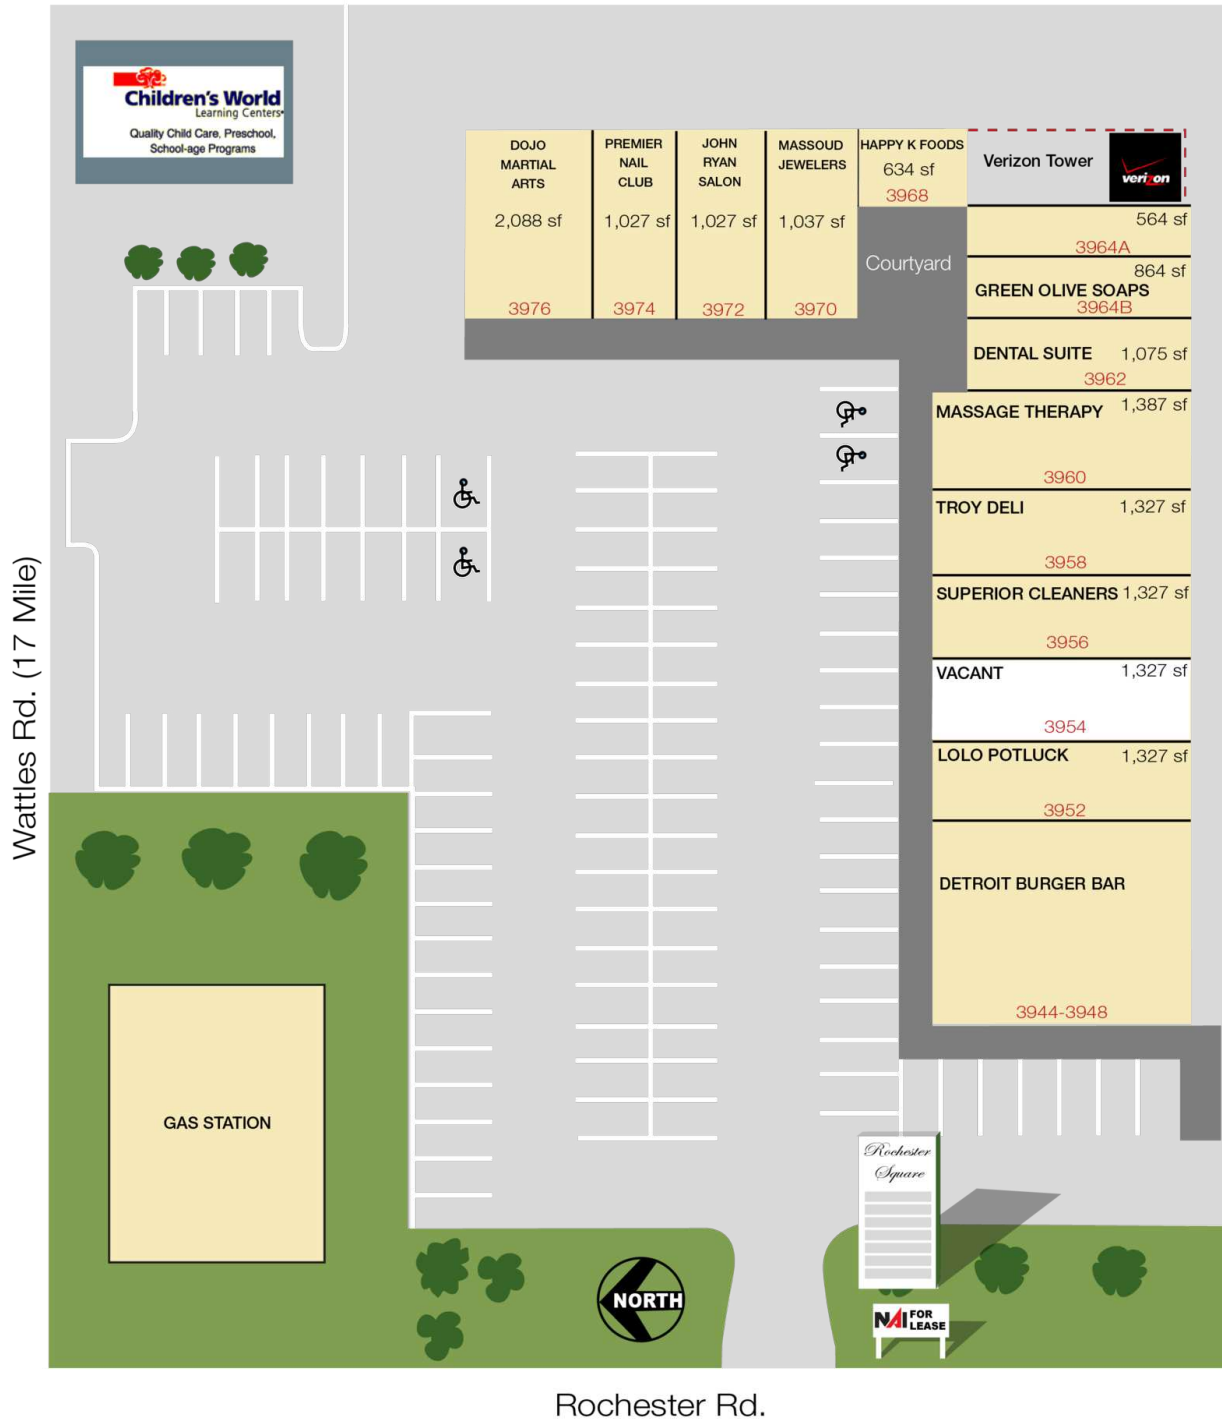 Children's World
Learning Centers
Quality Child Care, Preschool,
School-age Programs
DOJO
MARTIAL
ARTS
2,088 sf
3976
PREMIER
NAIL
CLUB
1,027 sf
3974
JOHN
RYAN
SALON
1,027 sf
3972
MASSOUD
JEWELERS
1,037 sf
3970
HAPPY K FOODS
634 sf
3968
Verizon Tower
verizon
Courtyard
564 sf
3964A
864 sf
GREEN OLIVE SOAPS
3964B
DENTAL SUITE 1,075 sf
3962
MASSAGE THERAPY 1,387 sf
3960
TROY DELI 1,327 sf
3958
SUPERIOR CLEANERS 1,327 sf
3956
VACANT 1,327 sf
3954
LOLO POTLUCK 1,327 sf
3952
DETROIT BURGER BAR
3944-3948
Wattles Rd. (17 Mile)
GAS STATION
Rochester
Square
NORTH
NAI FOR
LEASE
Rochester Rd.